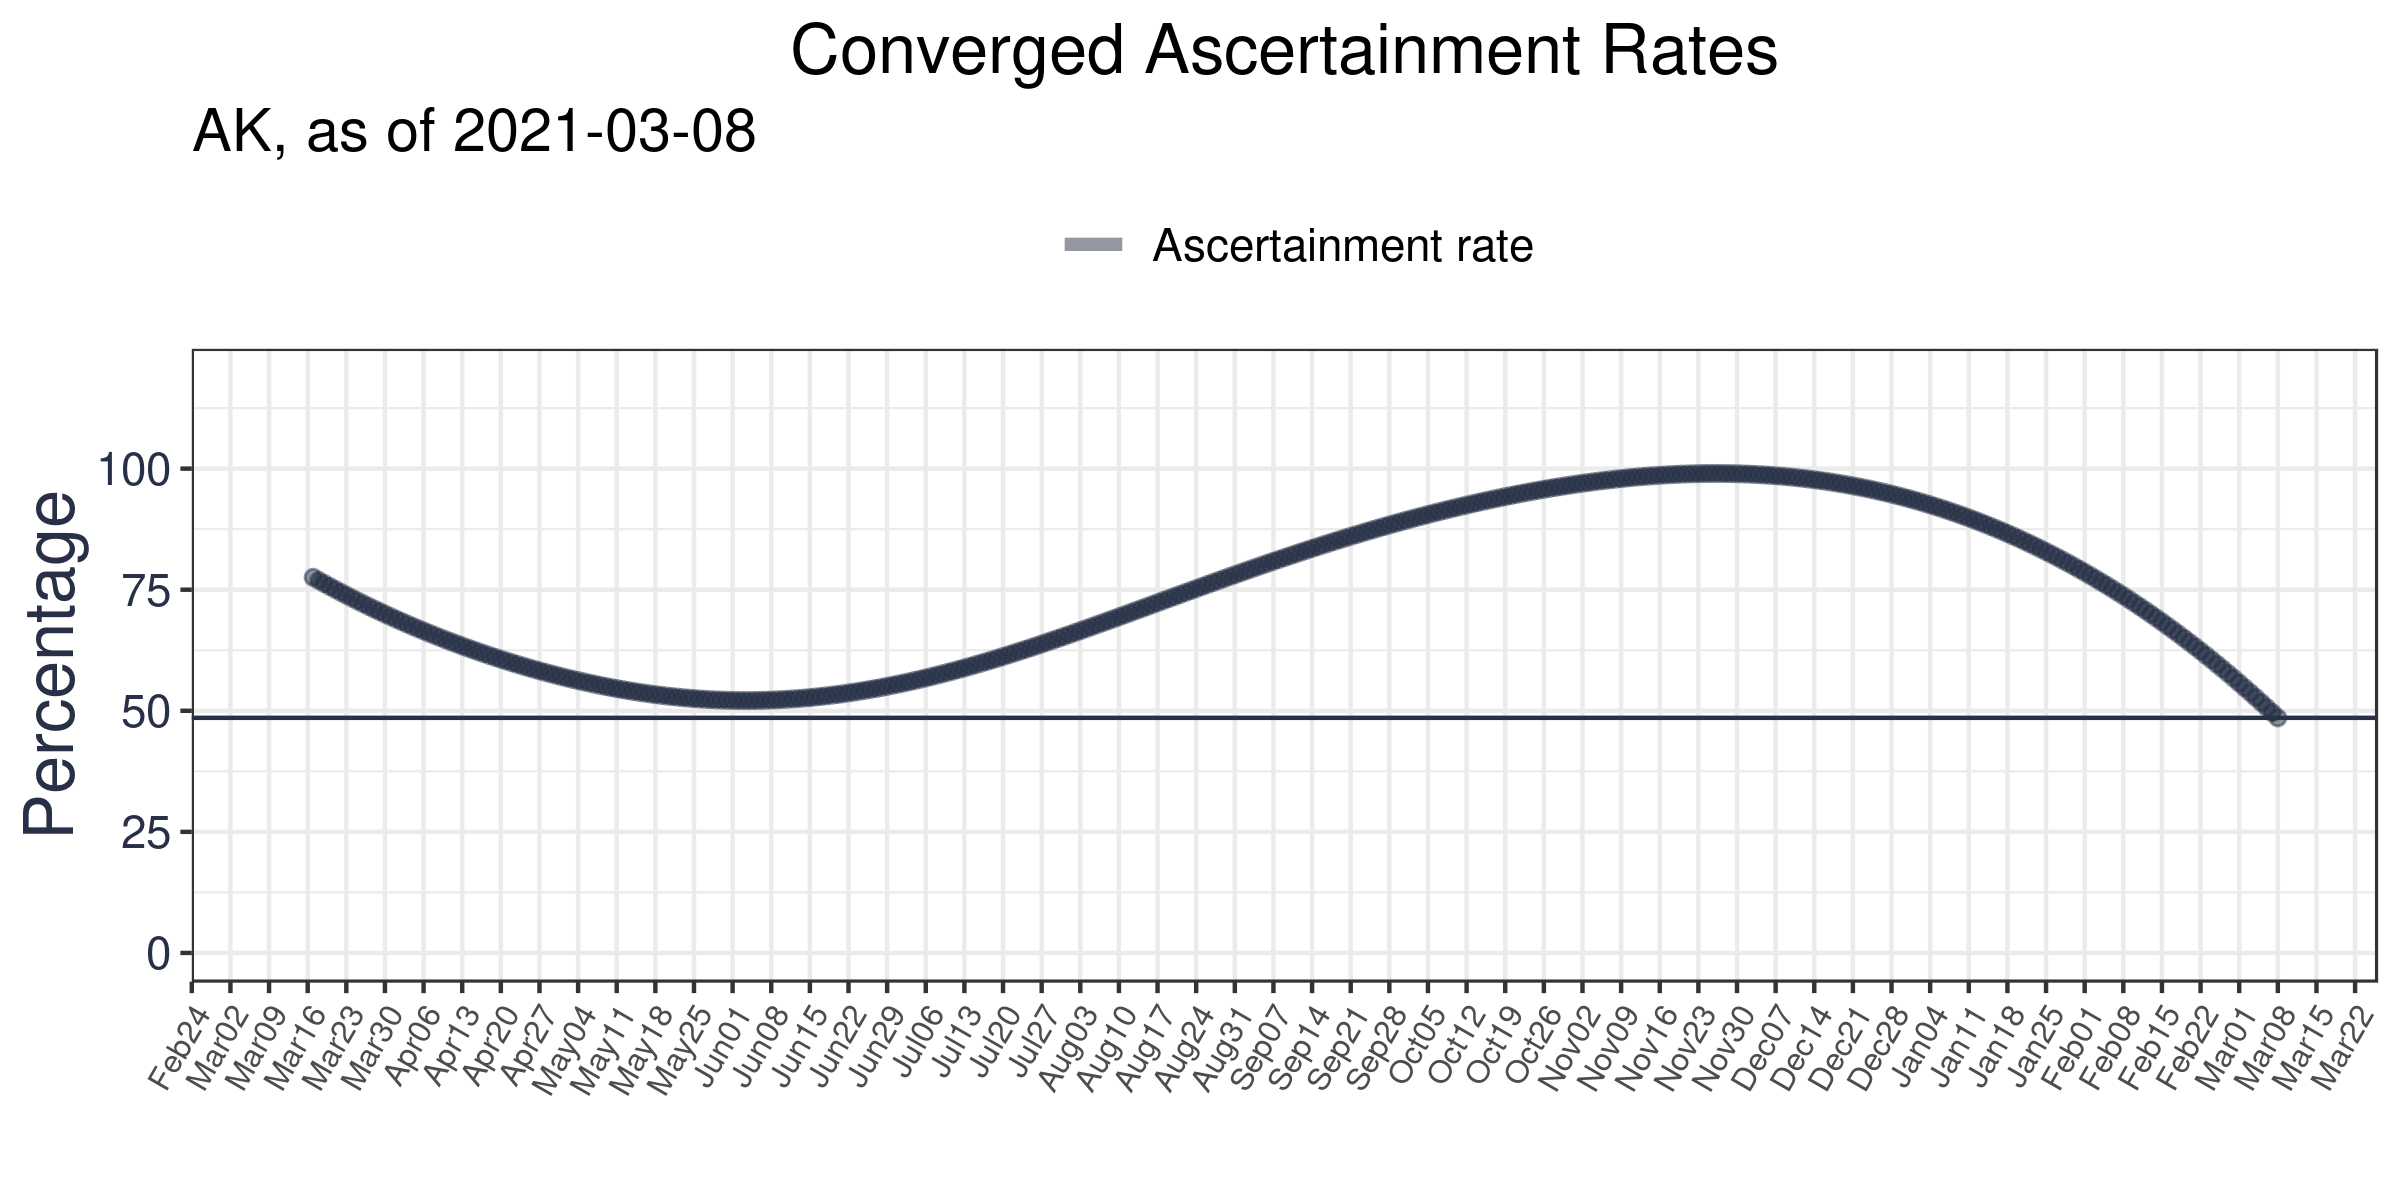 Converged Ascertainment Rates
AK, as of 2021-03-08
Ascertainment rate
Percentage
100
75
50
25
0
Feb24
Mar02
Mar09
Mar16
Mar23
Mar30
Apr06
Apr13
Apr20
Apr27
May04
May11
May18
May25
Jun01
Jun08
Jun15
Jun22
Jun29
Jul06
Jul13
Jul20
Jul27
Aug03
Aug10
Aug17
Aug24
Aug31
Sep07
Sep14
Sep21
Sep28
Oct05
Oct12
Oct19
Oct26
Nov02
Nov09
Nov16
Nov23
Nov30
Dec07
Dec14
Dec21
Dec28
Jan04
Jan11
Jan18
Jan25
Feb01
Feb08
Feb15
Feb22
Mar01
Mar08
Mar15
Mar22